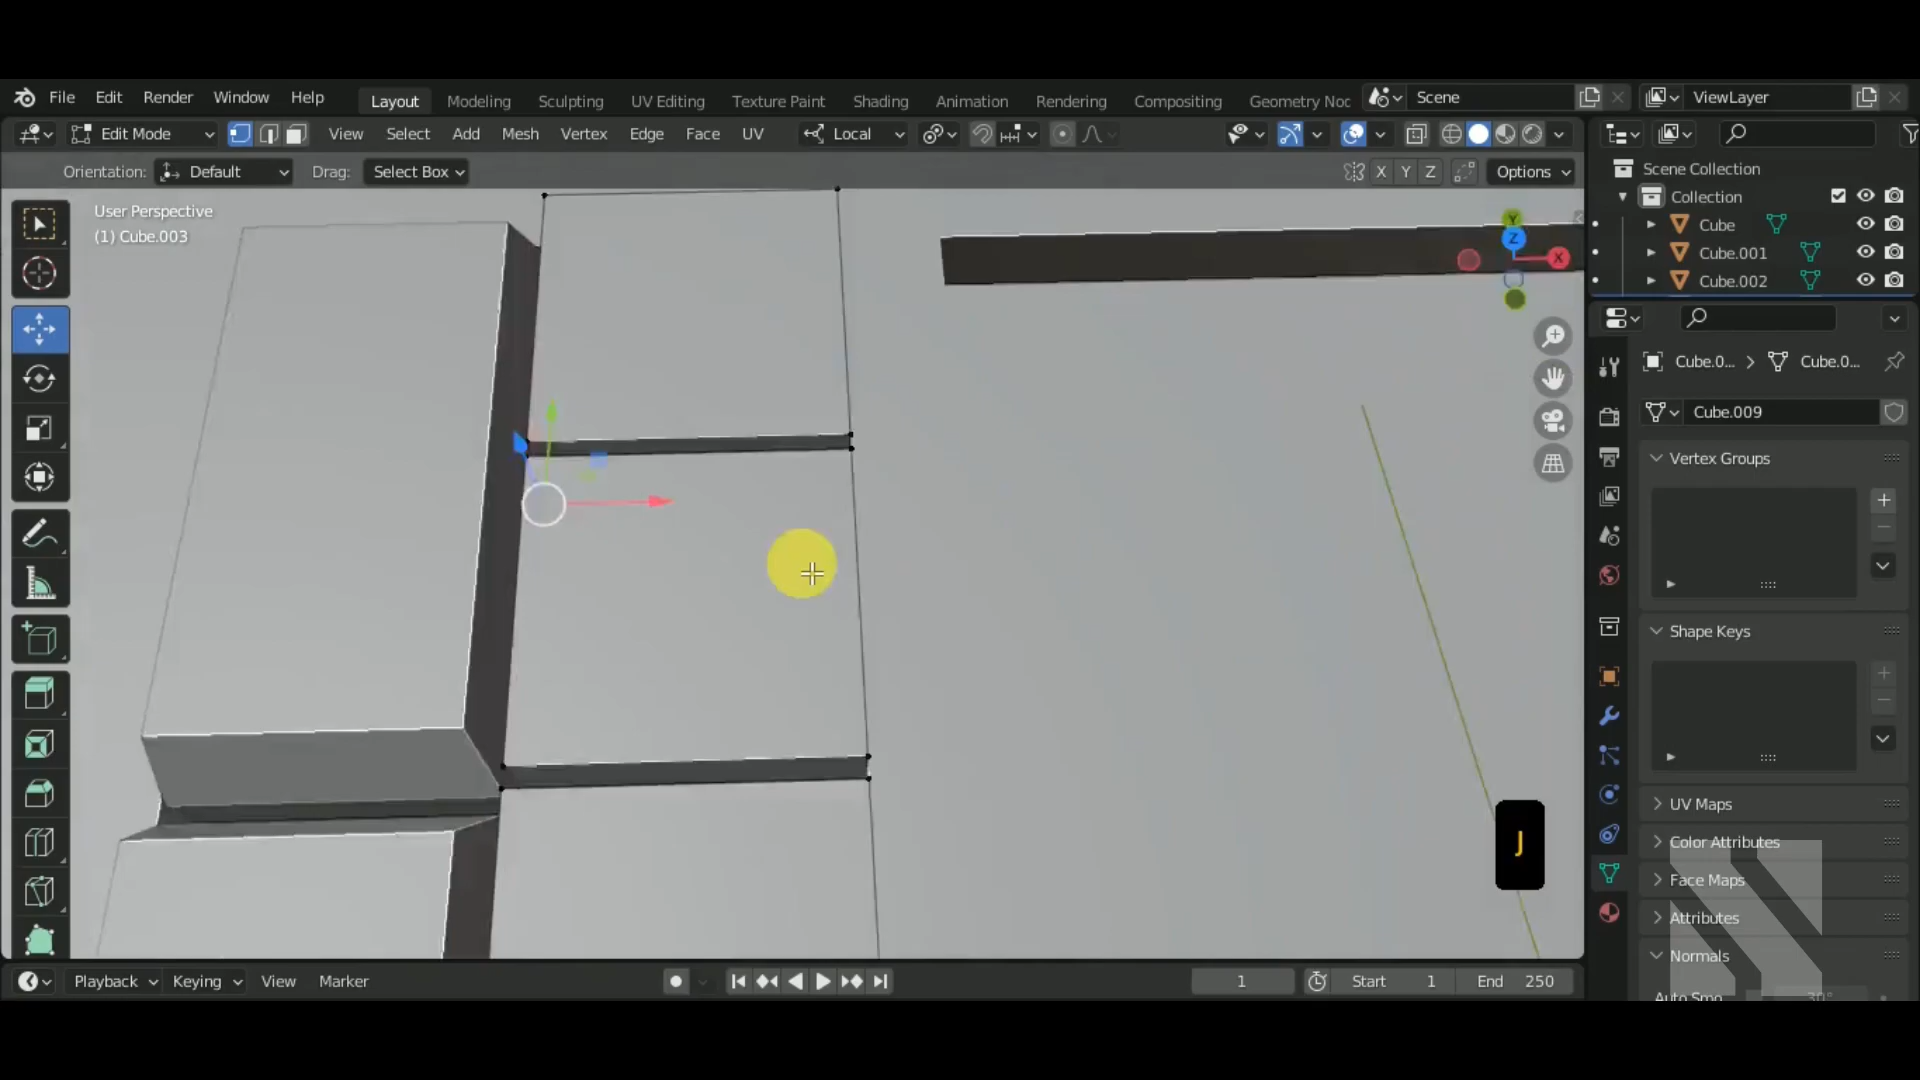 File Edit Render Window Help Layout Modeling Sculpting UV Editing Texture Paint Shading Animation Rendering Compositing Geometry Noc Scene ViewLayer
Edit Mode View Select Add Mesh Vertex Edge Face UV Local
Orientation: Default Drag: Select Box X Y Z Options
Scene Collection
Collection
Cube
Cube.001
Cube.002
User Perspective
(1) Cube.003
Y
Z
X
Cube.0... Cube.0...
Cube.009
Vertex Groups
Shape Keys
UV Maps
Color Attributes
Face Maps
Attributes
Normals
Auto Smo 30°
J
Playback Keying View Marker 1 Start 1 End 250